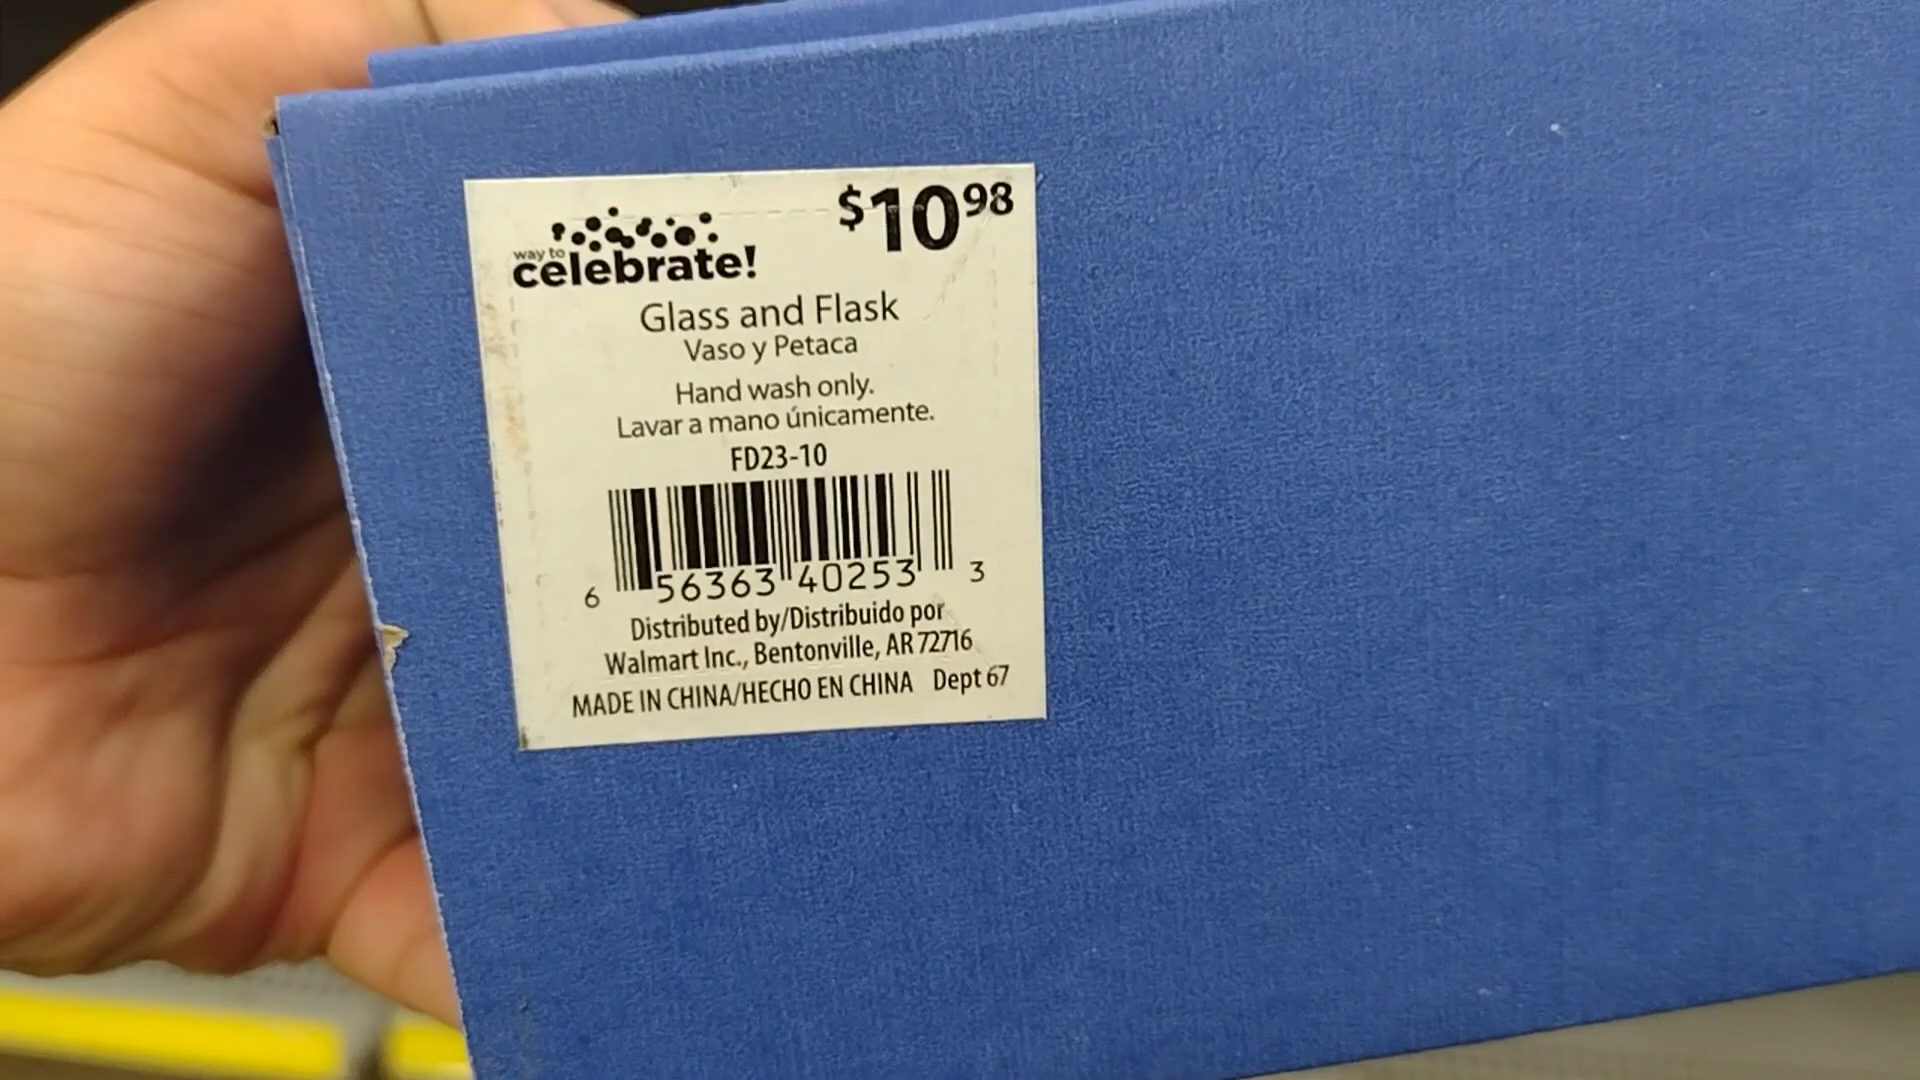 $10 98
way to
celebrate!
Glass and Flask
Vaso y Petaca
Hand wash only.
Lavar a mano únicamente.
FD23-10
6 56363 40253 3
Distributed by/Distribuido por
Walmart Inc., Bentonville, AR 72716
MADE IN CHINA/HECHO EN CHINA Dept 67